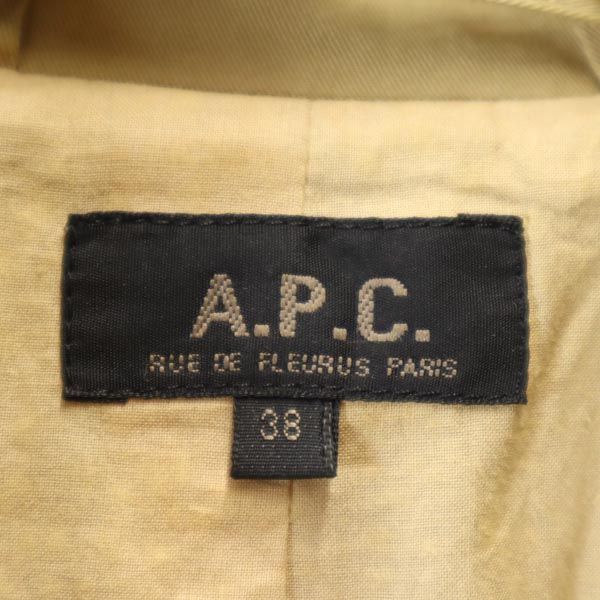 A.P.C.
RUE DE FLEURUS PARIS
38